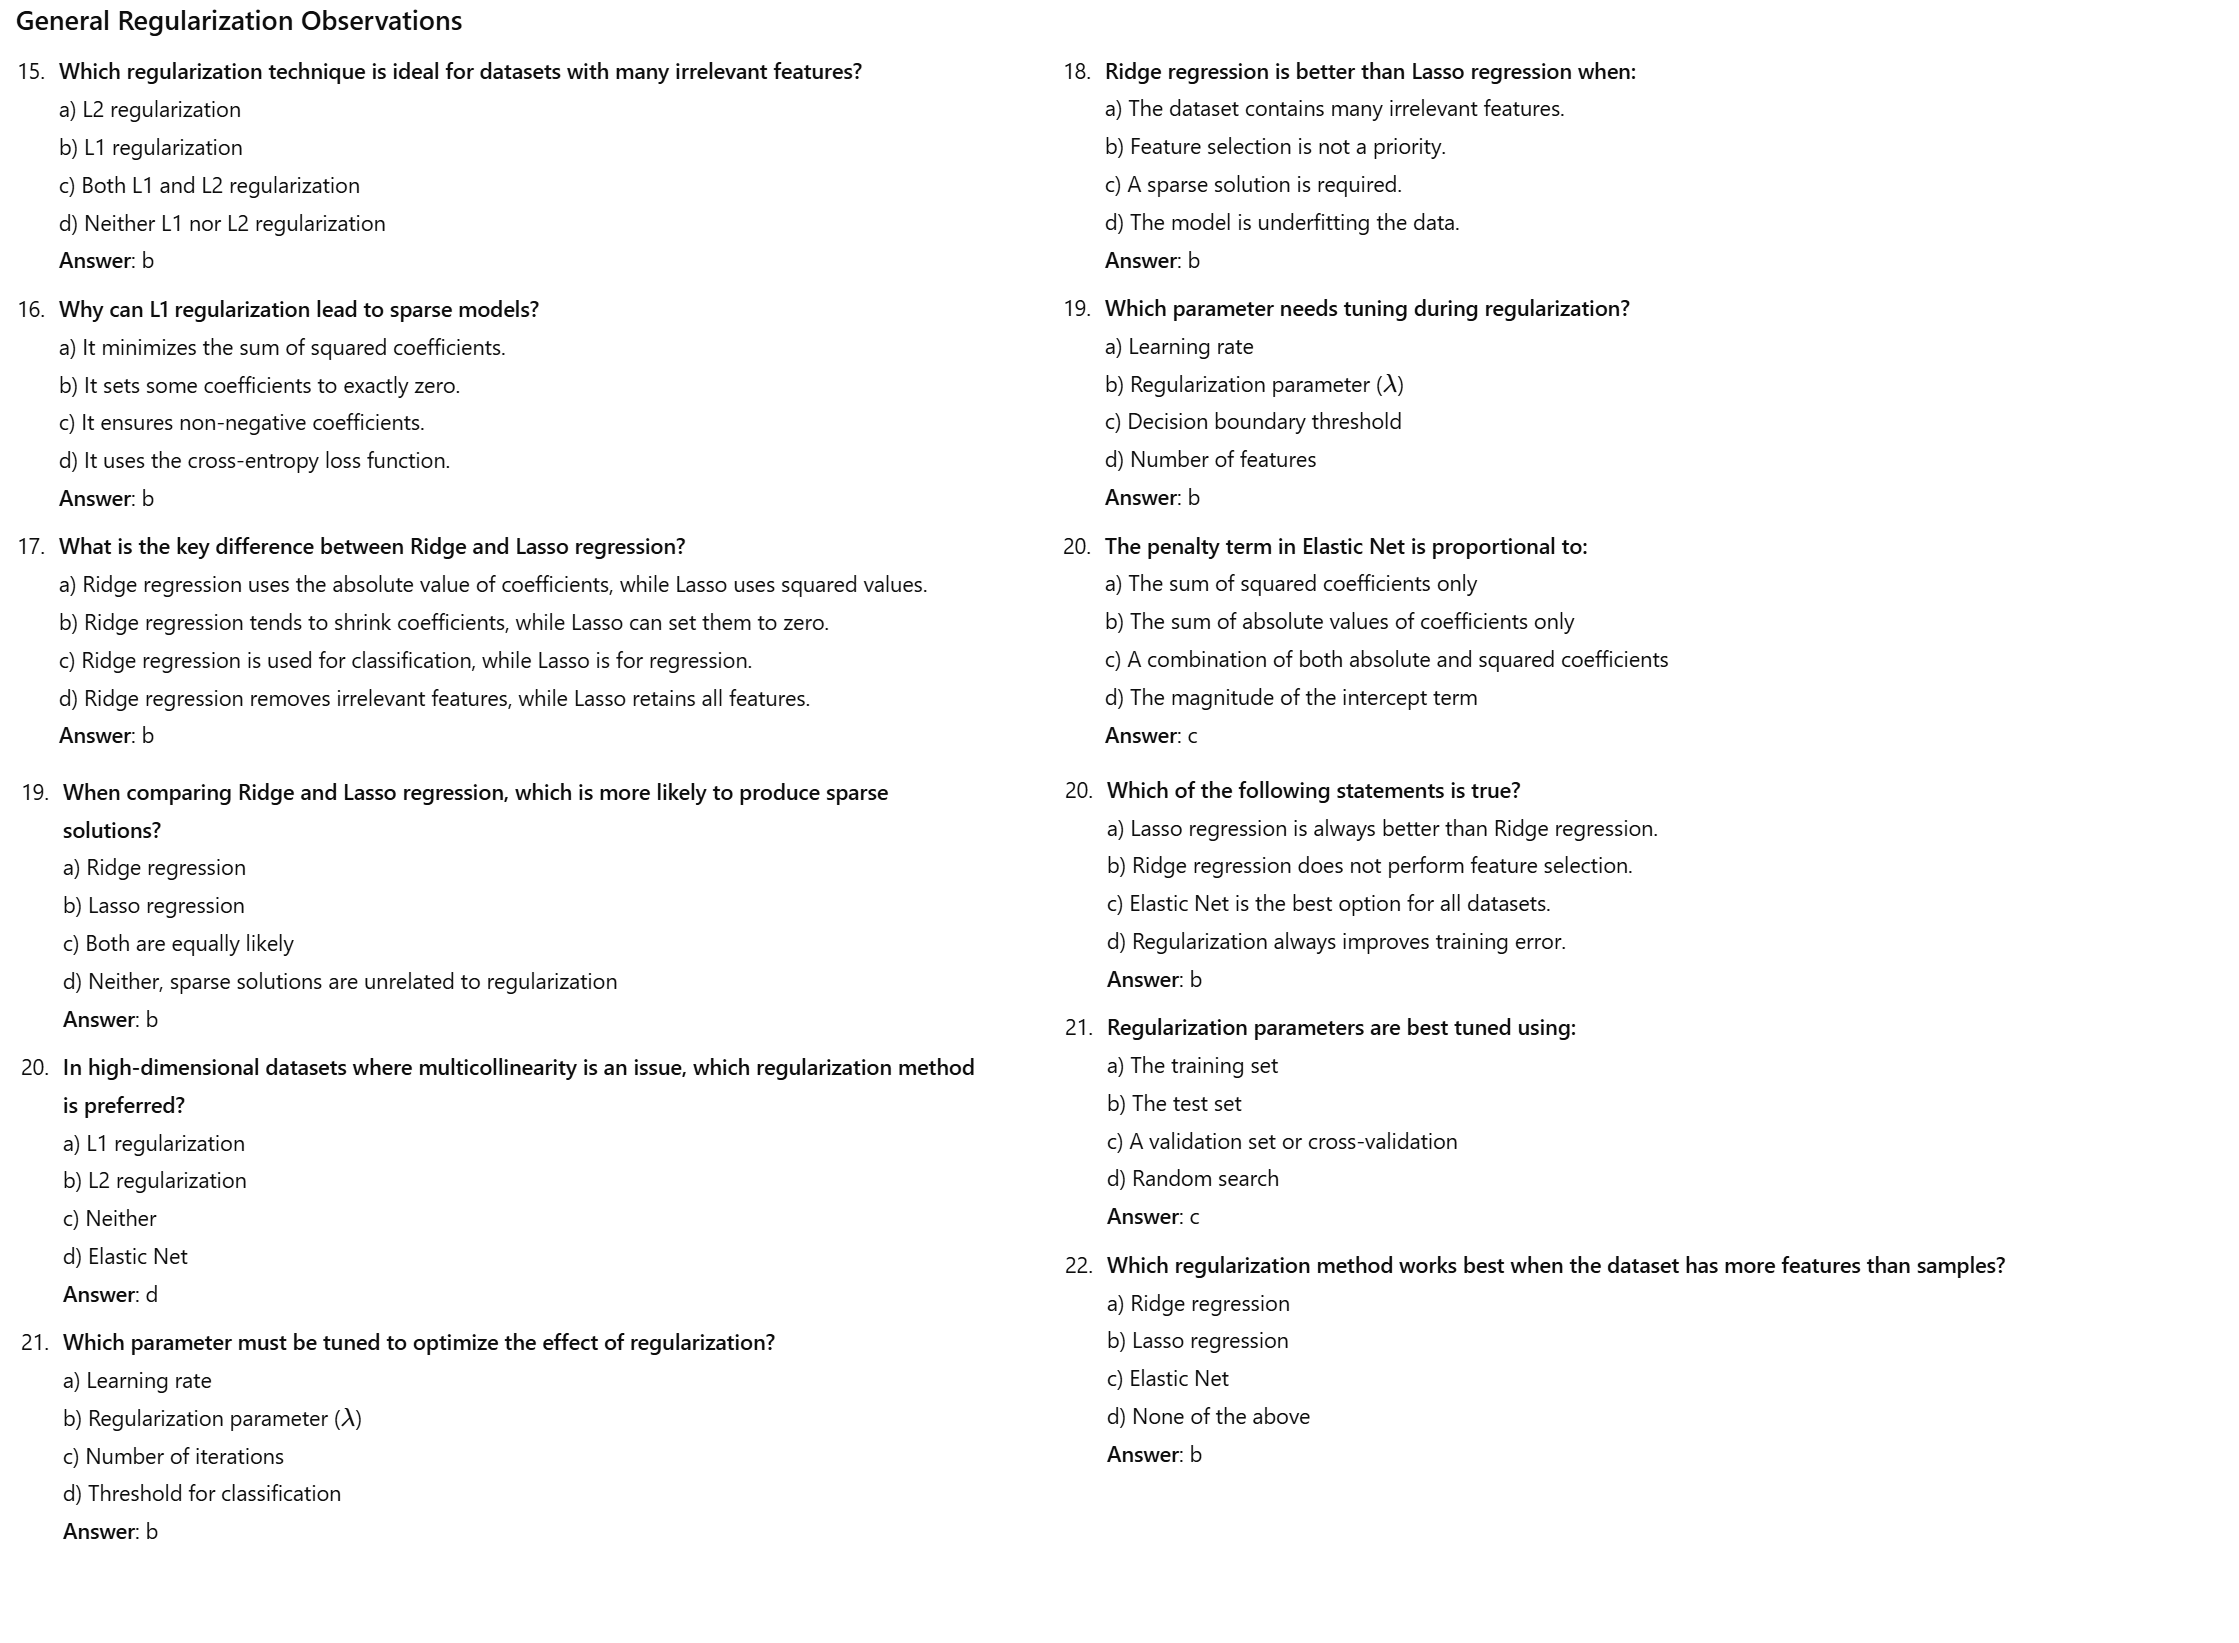 General Regularization Observations
15. Which regularization technique is ideal for datasets with many irrelevant features?
a) L2 regularization
b) L1 regularization
c) Both L1 and L2 regularization
d) Neither L1 nor L2 regularization
Answer: b
16. Why can L1 regularization lead to sparse models?
a) It minimizes the sum of squared coefficients.
b) It sets some coefficients to exactly zero.
c) It ensures non-negative coefficients.
d) It uses the cross-entropy loss function.
Answer: b
17. What is the key difference between Ridge and Lasso regression?
a) Ridge regression uses the absolute value of coefficients, while Lasso uses squared values.
b) Ridge regression tends to shrink coefficients, while Lasso can set them to zero.
c) Ridge regression is used for classification, while Lasso is for regression.
d) Ridge regression removes irrelevant features, while Lasso retains all features.
Answer: b
18. Ridge regression is better than Lasso regression when:
a) The dataset contains many irrelevant features.
b) Feature selection is not a priority.
c) A sparse solution is required.
d) The model is underfitting the data.
Answer: b
19. Which parameter needs tuning during regularization?
a) Learning rate
b) Regularization parameter (λ)
c) Decision boundary threshold
d) Number of features
Answer: b
20. The penalty term in Elastic Net is proportional to:
a) The sum of squared coefficients only
b) The sum of absolute values of coefficients only
c) A combination of both absolute and squared coefficients
d) The magnitude of the intercept term
Answer: c
19. When comparing Ridge and Lasso regression, which is more likely to produce sparse
solutions?
a) Ridge regression
b) Lasso regression
c) Both are equally likely
d) Neither, sparse solutions are unrelated to regularization
Answer: b
20. In high-dimensional datasets where multicollinearity is an issue, which regularization method
is preferred?
a) L1 regularization
b) L2 regularization
c) Neither
d) Elastic Net
Answer: d
21. Which parameter must be tuned to optimize the effect of regularization?
a) Learning rate
b) Regularization parameter (λ)
c) Number of iterations
d) Threshold for classification
Answer: b
20. Which of the following statements is true?
a) Lasso regression is always better than Ridge regression.
b) Ridge regression does not perform feature selection.
c) Elastic Net is the best option for all datasets.
d) Regularization always improves training error.
Answer: b
21. Regularization parameters are best tuned using:
a) The training set
b) The test set
c) A validation set or cross-validation
d) Random search
Answer: c
22. Which regularization method works best when the dataset has more features than samples?
a) Ridge regression
b) Lasso regression
c) Elastic Net
d) None of the above
Answer: b